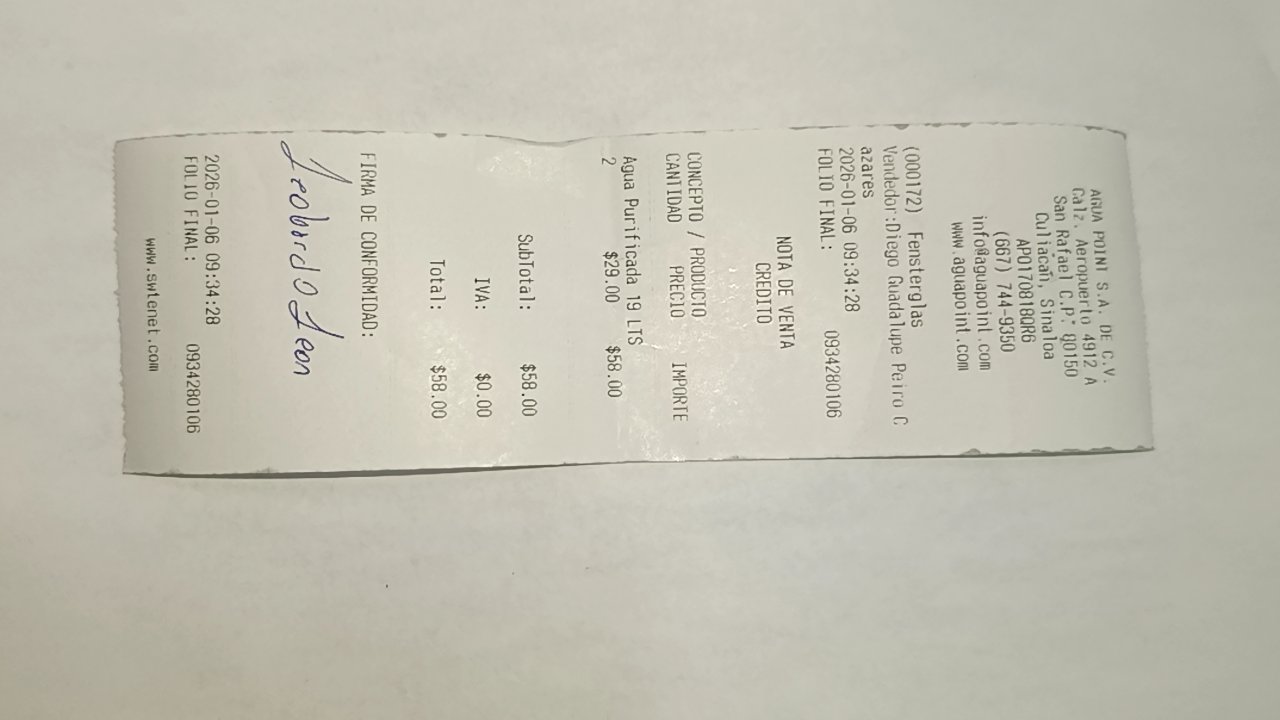 AGUA POINT S.A. DE C.V.
Calz. Aeropuerto 4912 A
San Rafael C.P. 80150
Culiacán, Sinaloa
APO170818QR6
(667) 744-9350
info@aguapoint.com
www.aguapoint.com
(000172) Fensterglas
Vendedor:Diego Guadalupe Peiro C
azares
2026-01-06 09:34:28
FOLIO FINAL: 0934280106
NOTA DE VENTA
CREDITO
CONCEPTO / PRODUCTO
CANTIDAD PRECIO IMPORTE
Agua Purificada 19 LTS
2 $29.00 $58.00
SubTotal: $58.00
IVA: $0.00
Total: $58.00
FIRMA DE CONFORMIDAD:
Leobardo Leon
2026-01-06 09:34:28
FOLIO FINAL: 0934280106
www.swtenet.com